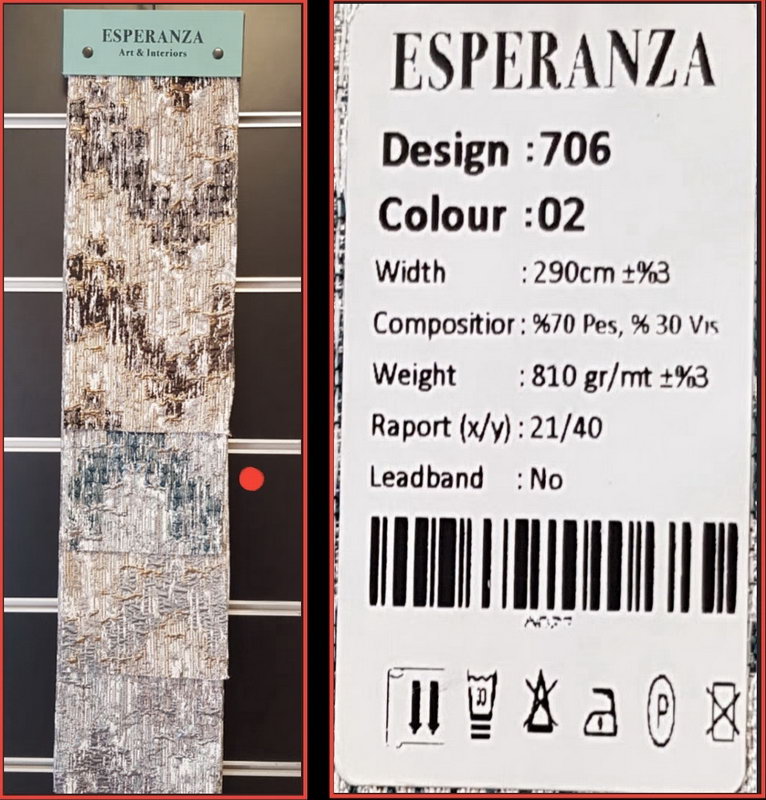 ESPERANZA
Art & Interiors
ESPERANZA
Design :706
Colour :02
Width :290cm ±%3
Compositior: %70 Pes, % 30 Vis
Weight :810 gr/mt ±%3
Raport (x/y) :21/40
Leadband :No
P